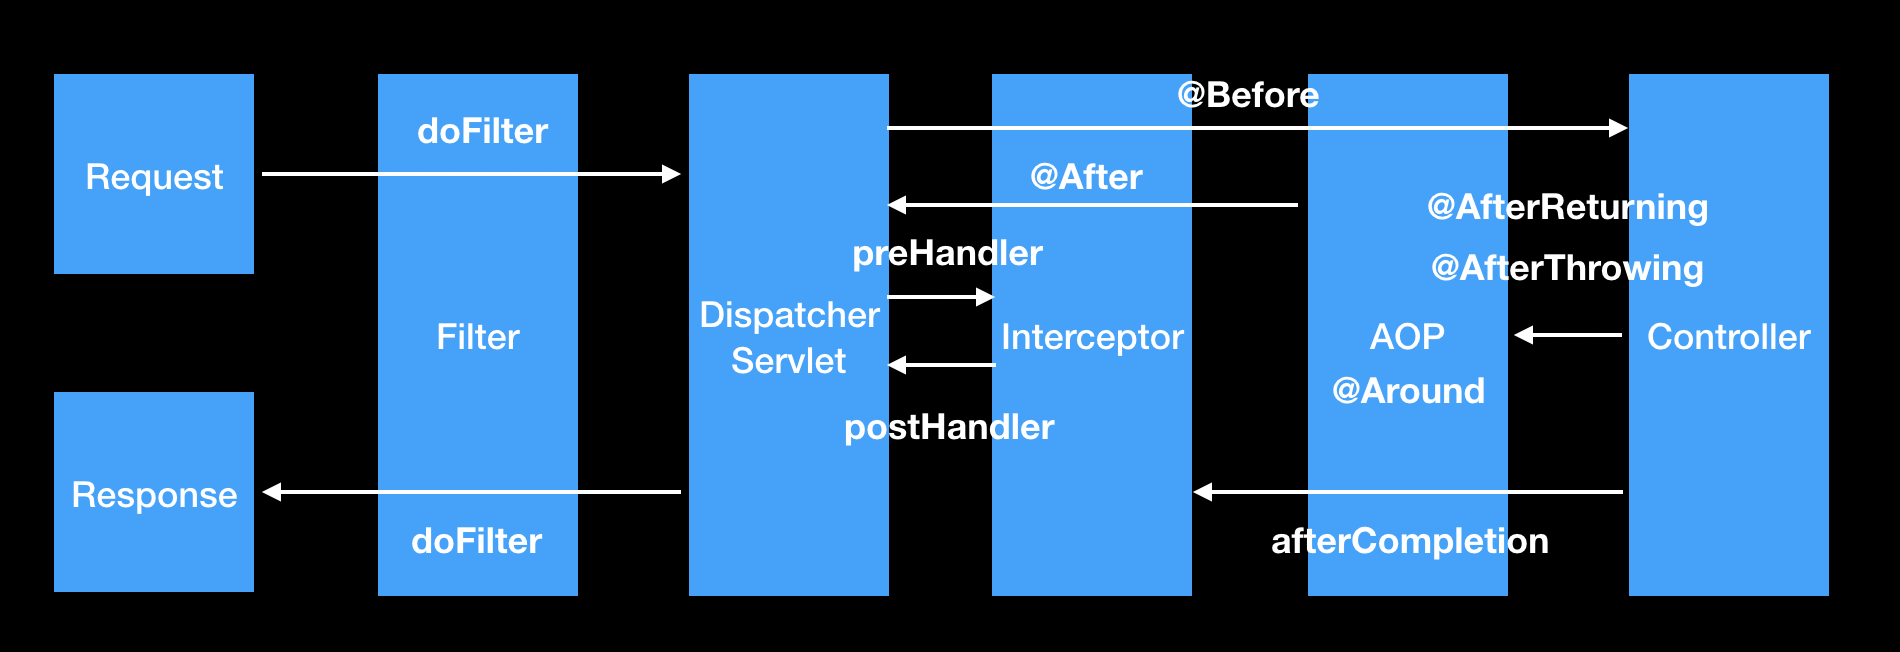 Request
Response
doFilter
Filter
doFilter
Dispatcher
Servlet
preHandler
postHandler
@Before
@After
Interceptor
@AfterReturning
@AfterThrowing
AOP
@Around
afterCompletion
Controller